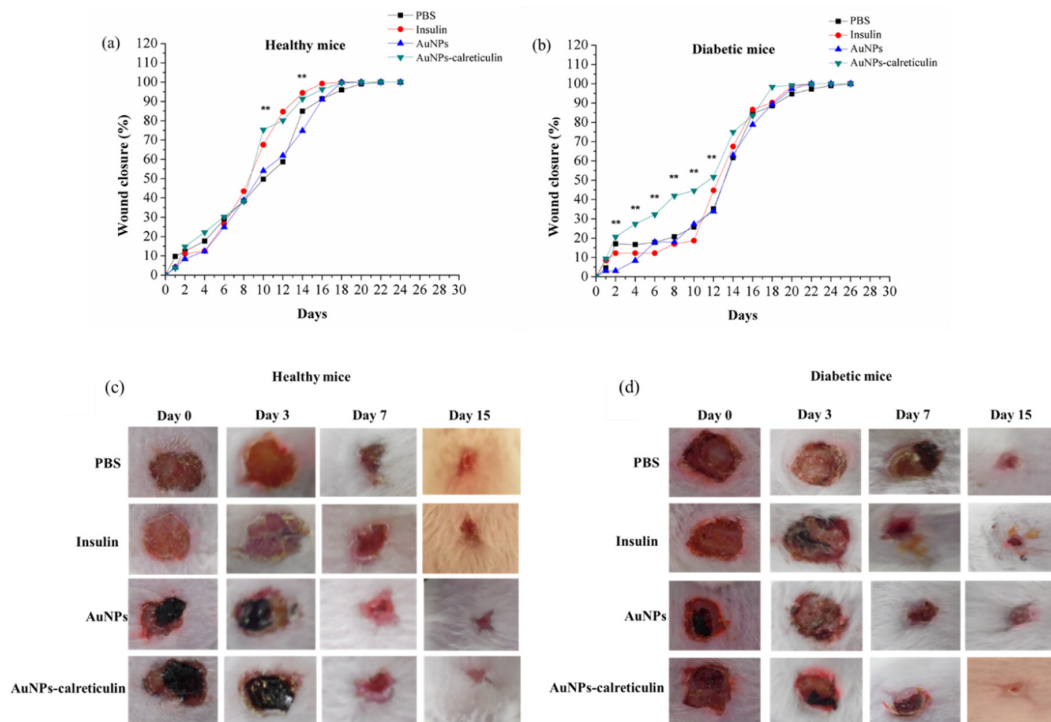 (a)
Healthy mice
PBS
Insulin
AuNPs
AuNPs-calreticulin
Wound closure (%)
120
110
100
90
80
70
60
50
40
30
20
10
0
**
**
0 2 4 6 8 10 12 14 16 18 20 22 24 26 28 30
Days
(b)
Diabetic mice
PBS
Insulin
AuNPs
AuNPs-calreticulin
Wound closure (%)
120
110
100
90
80
70
60
50
40
30
20
10
0
** ** ** ** ** **
0 2 4 6 8 10 12 14 16 18 20 22 24 26 28 30
Days
(c)
Healthy mice
Day 0 Day 3 Day 7 Day 15
PBS
Insulin
AuNPs
AuNPs-calreticulin
(d)
Diabetic mice
Day 0 Day 3 Day 7 Day 15
PBS
Insulin
AuNPs
AuNPs-calreticulin